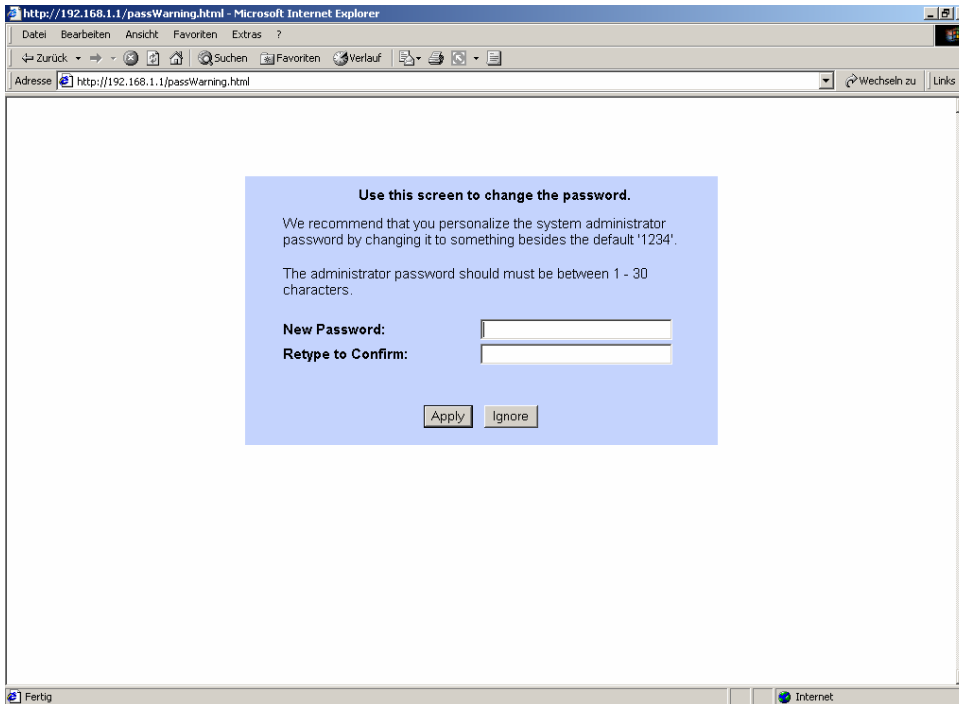 http://192.168.1.1/passWarning.html - Microsoft Internet Explorer
Datei Bearbeiten Ansicht Favoriten Extras ?
Zurück Suchen Favoriten Verlauf
Adresse http://192.168.1.1/passWarning.html Wechseln zu Links
Use this screen to change the password.
We recommend that you personalize the system administrator
password by changing it to something besides the default '1234'.
The administrator password should must be between 1 - 30
characters.
New Password:
Retype to Confirm:
Apply Ignore
Fertig Internet